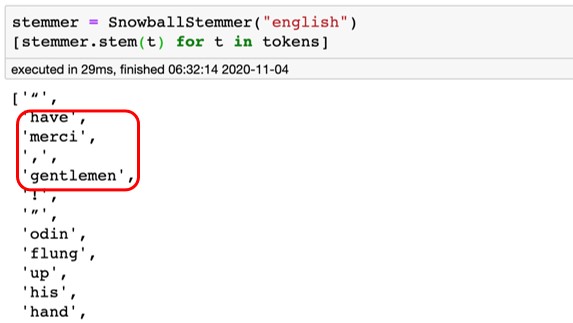 stemmer = SnowballStemmer("english")
[stemmer.stem(t) for t in tokens]
executed in 29ms, finished 06:32:14 2020-11-04
['“',
'have',
'merci',
',',
'gentlemen',
'!',
'”',
'odin',
'flung',
'up',
'his',
'hand',